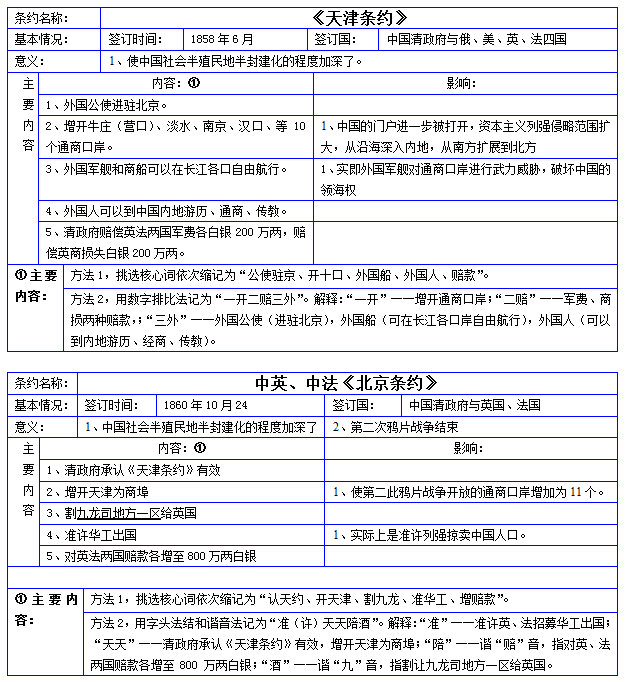 条约名称： 《天津条约》
基本情况： 签订时间： 1858 年 6 月 签订国： 中国清政府与俄、美、英、法四国
意义： 1、使中国社会半殖民地半封建化的程度加深了。
主要内容 内容：① 影响：
1、外国公使进驻北京。
2、增开牛庄（营口）、淡水、南京、汉口、等 10
个通商口岸。
1、中国的门户进一步被打开，资本主义列强侵略范围扩
大，从沿海深入内地，从南方扩展到北方
3、外国军舰和商船可以在长江各口自由航行。
1、实即外国军舰对通商口岸进行武力威胁，破坏中国的
领海权
4、外国人可以到中国内地游历、通商、传教。
5、清政府赔偿英法两国军费各白银 200 万两，赔
偿英商损失白银 200 万两。
①主要
内容：
方法 1，挑选核心词依次缩记为“公使驻京、开十口、外国船、外国人、赔款”。
方法 2，用数字排比法记为“一开二赔三外”。解释：“一开”——增开通商口岸；“二赔”——军费、商
损两种赔款，；“三外”——外国公使（进驻北京），外国船（可在长江各口岸自由航行），外国人（可以
到内地游历、经商、传教）。
条约名称： 中英、中法《北京条约》
基本情况： 签订时间： 1860 年 10 月 24 签订国： 中国清政府与英国、法国
意义： 1、中国社会半殖民地半封建化的程度加深了 2、第二次鸦片战争结束
主要内容 内容：① 影响：
1、清政府承认《天津条约》有效
2、增开天津为商埠 1、使第二此鸦片战争开放的通商口岸增加为 11 个。
3、割九龙司地方一区给英国
4、准许华工出国 1、实际上是准许列强掠卖中国人口。
5、对英法两国赔款各增至 800 万两白银
①主要内
容：
方法 1，挑选核心词依次缩记为“认天约、开天津、割九龙、准华工、增赔款”。
方法 2，用字头法结和谐音法记为“准（许）天天陪酒”。解释：“准”——准许英、法招募华工出国；
“天天”——清政府承认《天津条约》有效，增开天津为商埠；“陪”——谐“赔”音，指对英、法
两国赔款各增至 800 万两白银；“酒”——谐“九”音，指割让九龙司地方一区给英国。